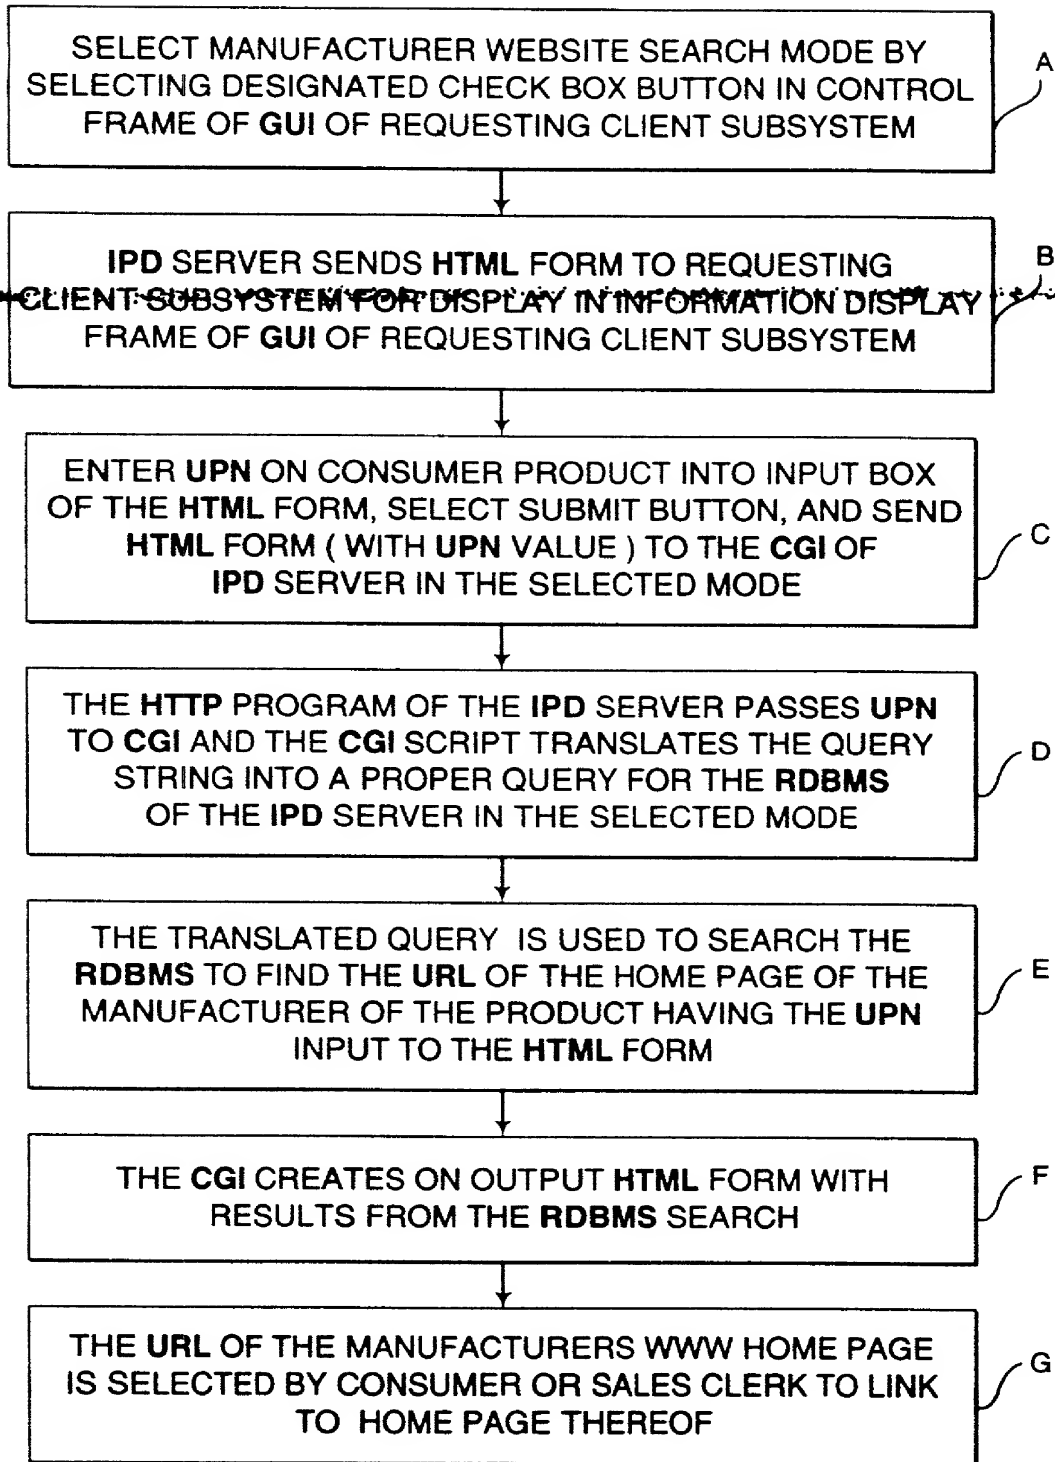 SELECT MANUFACTURER WEBSITE SEARCH MODE BY
SELECTING DESIGNATED CHECK BOX BUTTON IN CONTROL
FRAME OF GUI OF REQUESTING CLIENT SUBSYSTEM
A
IPD SERVER SENDS HTML FORM TO REQUESTING
CLIENT SUBSYSTEM FOR DISPLAY IN INFORMATION DISPLAY
FRAME OF GUI OF REQUESTING CLIENT SUBSYSTEM
B
ENTER UPN ON CONSUMER PRODUCT INTO INPUT BOX
OF THE HTML FORM, SELECT SUBMIT BUTTON, AND SEND
HTML FORM ( WITH UPN VALUE ) TO THE CGI OF
IPD SERVER IN THE SELECTED MODE
C
THE HTTP PROGRAM OF THE IPD SERVER PASSES UPN
TO CGI AND THE CGI SCRIPT TRANSLATES THE QUERY
STRING INTO A PROPER QUERY FOR THE RDBMS
OF THE IPD SERVER IN THE SELECTED MODE
D
THE TRANSLATED QUERY IS USED TO SEARCH THE
RDBMS TO FIND THE URL OF THE HOME PAGE OF THE
MANUFACTURER OF THE PRODUCT HAVING THE UPN
INPUT TO THE HTML FORM
E
THE CGI CREATES ON OUTPUT HTML FORM WITH
RESULTS FROM THE RDBMS SEARCH
F
THE URL OF THE MANUFACTURERS WWW HOME PAGE
IS SELECTED BY CONSUMER OR SALES CLERK TO LINK
TO HOME PAGE THEREOF
G